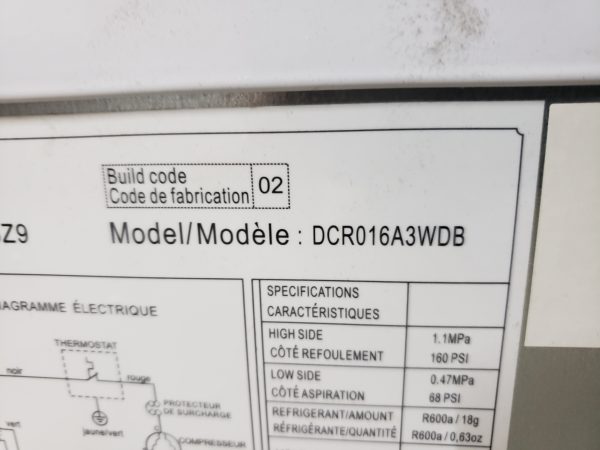 Build code
Code de fabrication 02
Z9 Model/Modèle : DCR016A3WDB
DIAGRAMME ÉLECTRIQUE
THERMOSTAT
noir
rouge
PROTECTEUR
DE SURCHARGE
vert
jaune/vert
COMPRESSEUR
SPECIFICATIONS
CARACTÉRISTIQUES
HIGH SIDE 1.1MPa
CÔTÉ REFOULEMENT 160 PSI
LOW SIDE 0.47MPa
CÔTÉ ASPIRATION 68 PSI
REFRIGERANT/AMOUNT R600a / 18g
RÉFRIGÉRANTE/QUANTITÉ R600a / 0,63oz